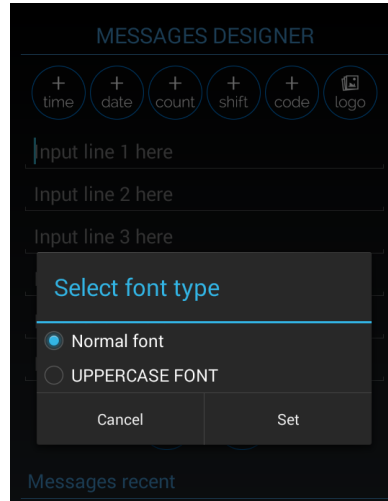 MESSAGES DESIGNER
+ + + + +
time date count shift code logo
Input line 1 here
Input line 2 here
Input line 3 here
Select font type
Normal font
UPPERCASE FONT
Cancel Set
Messages recent